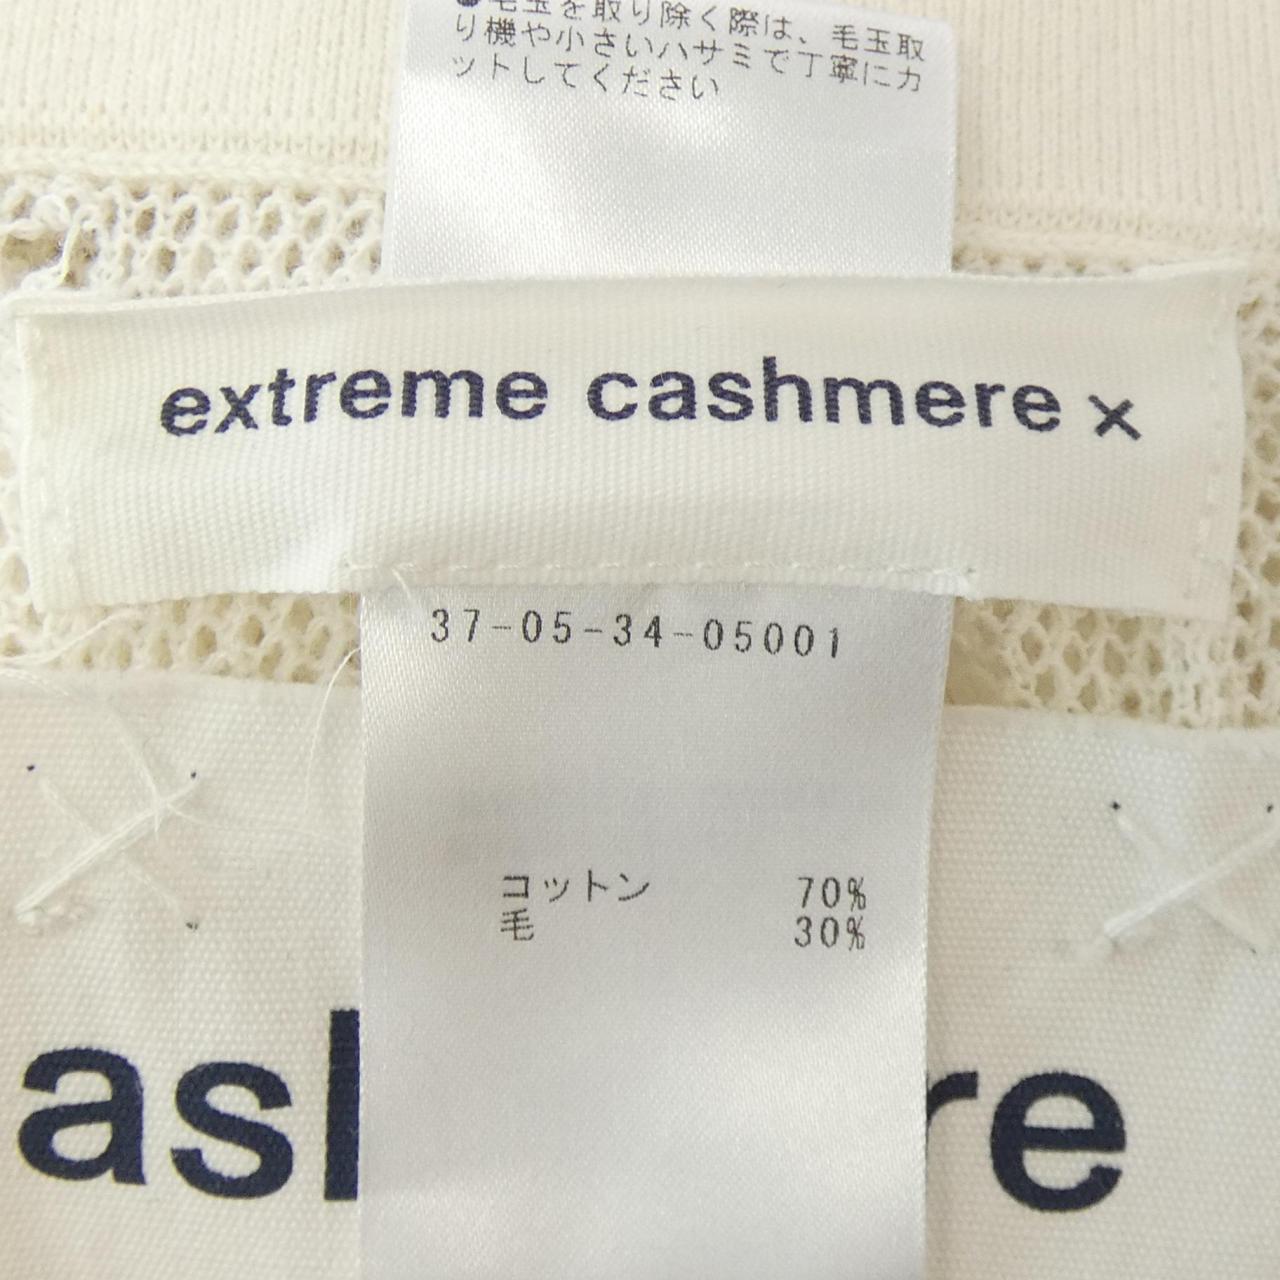 ●毛玉を取り除く際は、毛玉取
り機や小さいハサミで丁寧にカ
ットしてください
extreme cashmere x
37-05-34-05001
コットン 70%
毛 30%
as re